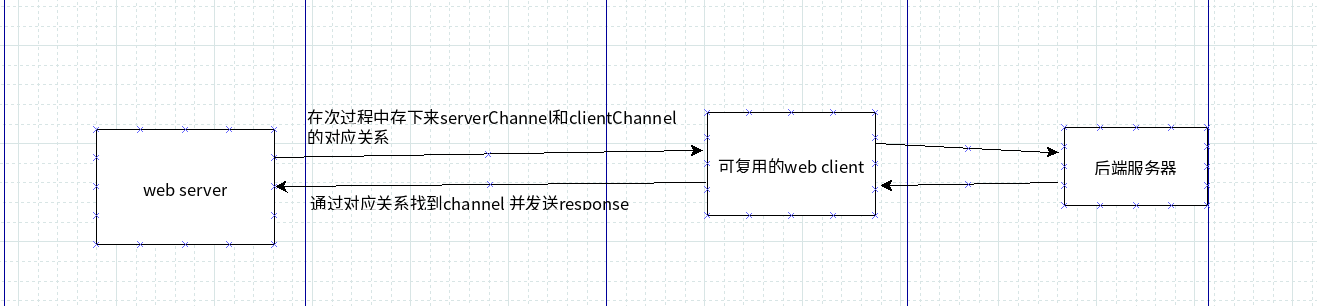 在次过程中存下来serverChannel和clientChannel
的对应关系
web server
可复用的web client
后端服务器
通过对应关系找到channel 并发送response